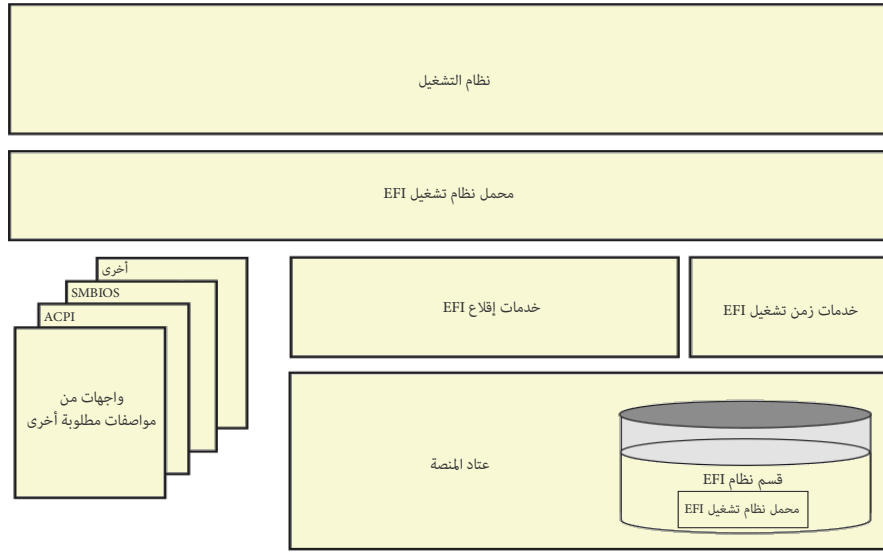 نظام التشغيل
محمل نظام تشغيل EFI
أخرى
SMBIOS
ACPI
واجهات من
مواصفات مطلوبة أخرى
خدمات إقلاع EFI
خدمات زمن تشغيل EFI
عتاد المنصة
قسم نظام EFI
محمل نظام تشغيل EFI